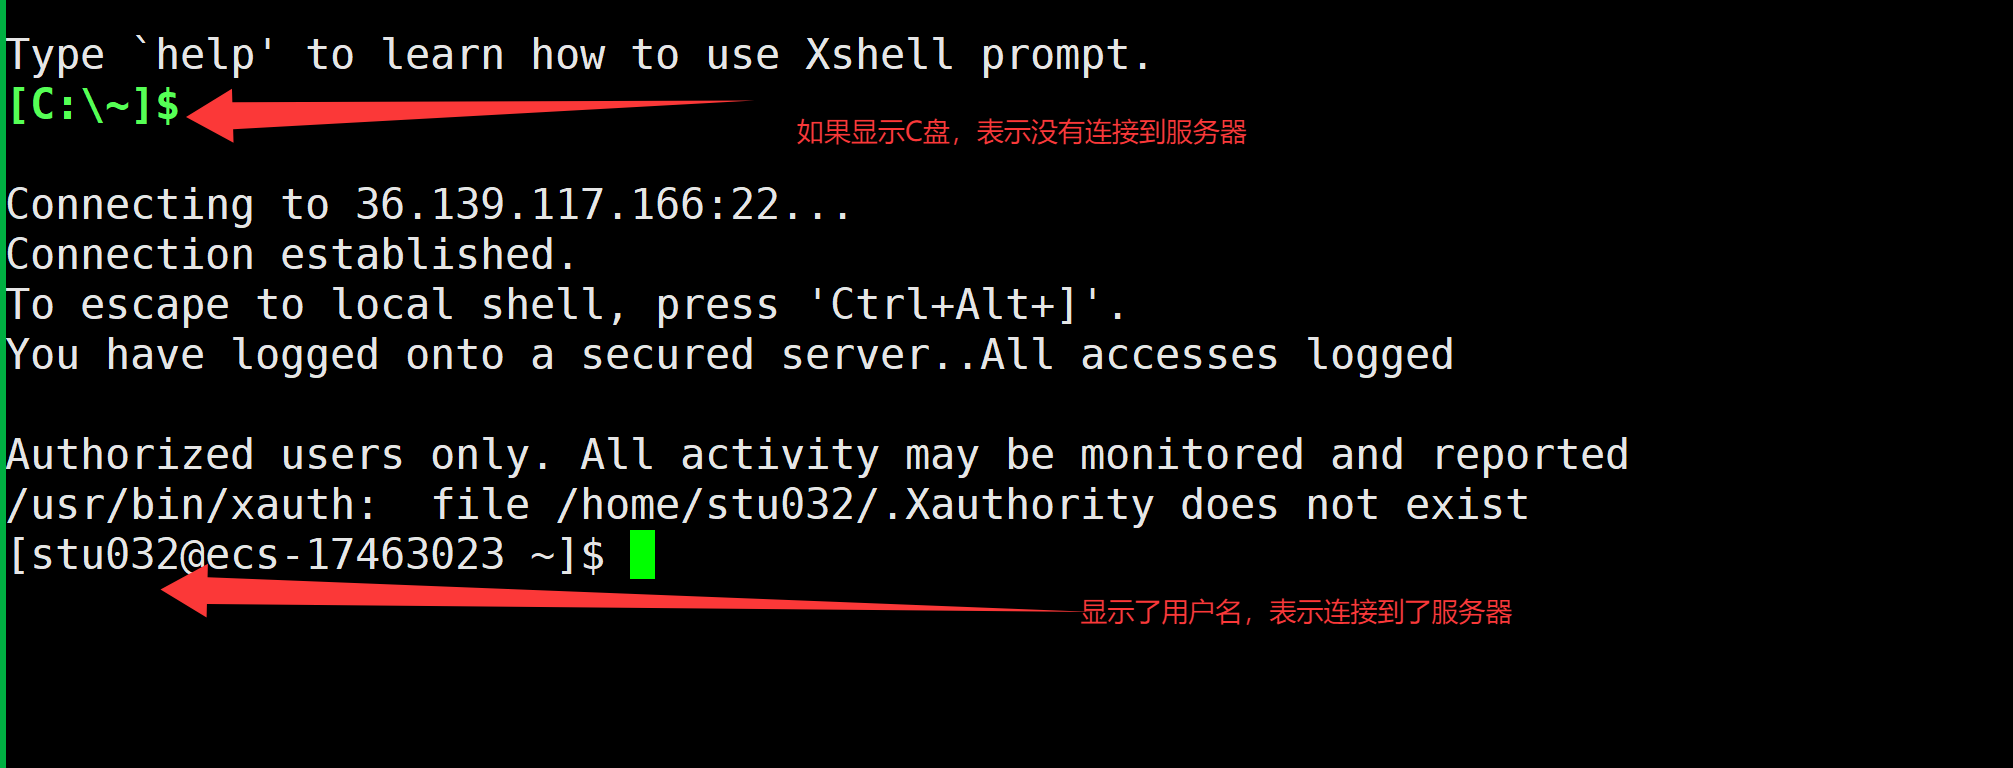 Type `help' to learn how to use Xshell prompt.
[C:\~]$
如果显示C盘，表示没有连接到服务器
Connecting to 36.139.117.166:22...
Connection established.
To escape to local shell, press 'Ctrl+Alt+]'.
You have logged onto a secured server..All accesses logged
Authorized users only. All activity may be monitored and reported
/usr/bin/xauth:  file /home/stu032/.Xauthority does not exist
[stu032@ecs-17463023 ~]$
显示了用户名，表示连接到了服务器